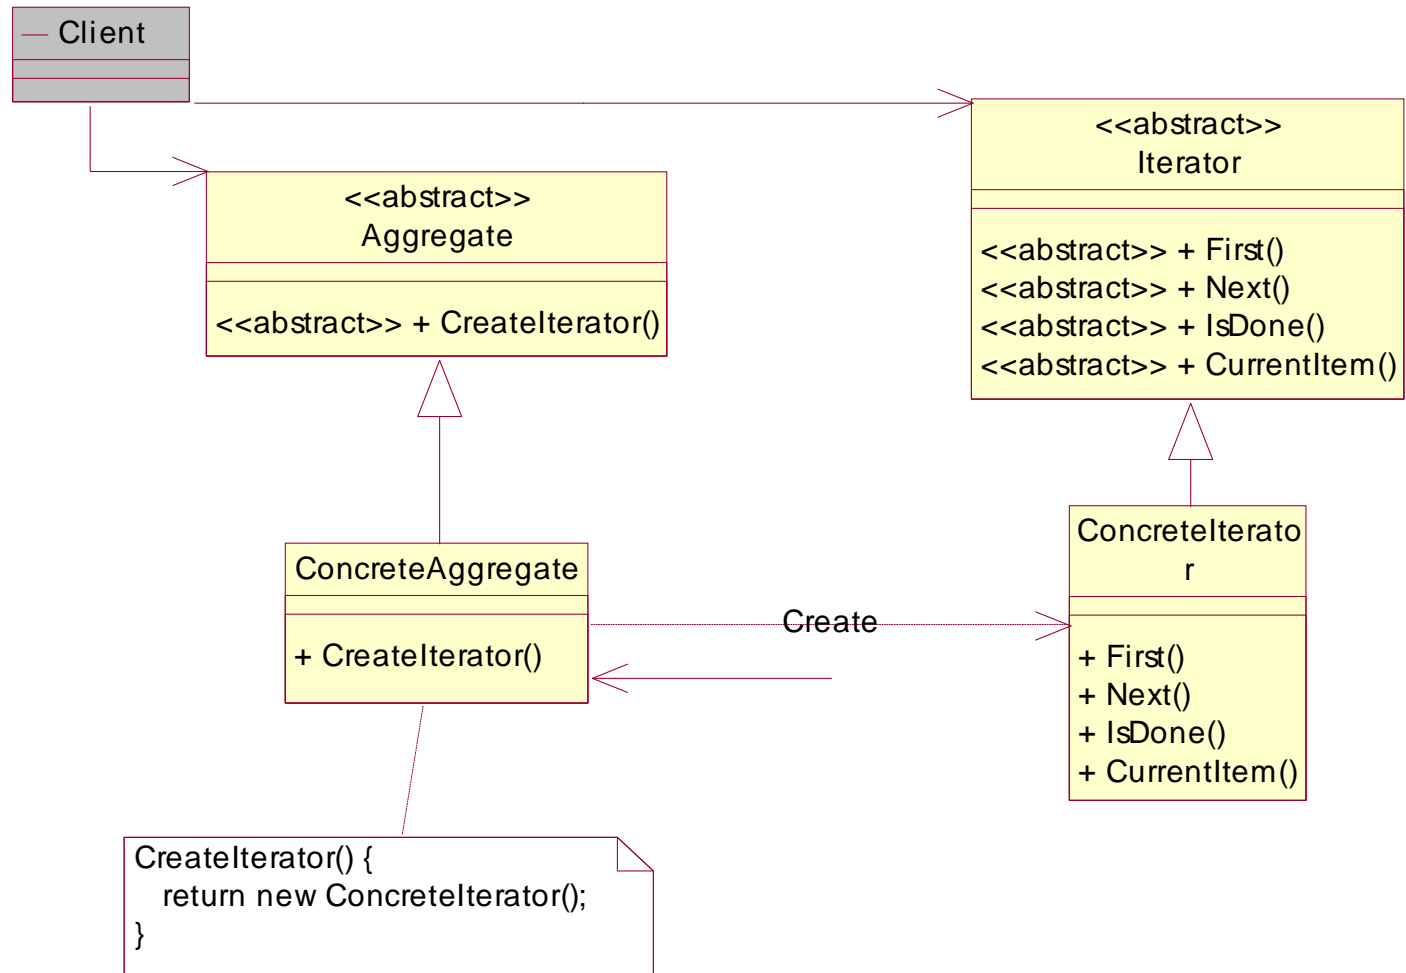 Client
<<abstract>>
Iterator
<<abstract>> + First()
<<abstract>> + Next()
<<abstract>> + IsDone()
<<abstract>> + CurrentItem()
<<abstract>>
Aggregate
<<abstract>> + CreateIterator()
ConcreteAggregate
+ CreateIterator()
Create
ConcreteIterato
r
+ First()
+ Next()
+ IsDone()
+ CurrentItem()
CreateIterator() {
return new ConcreteIterator();
}